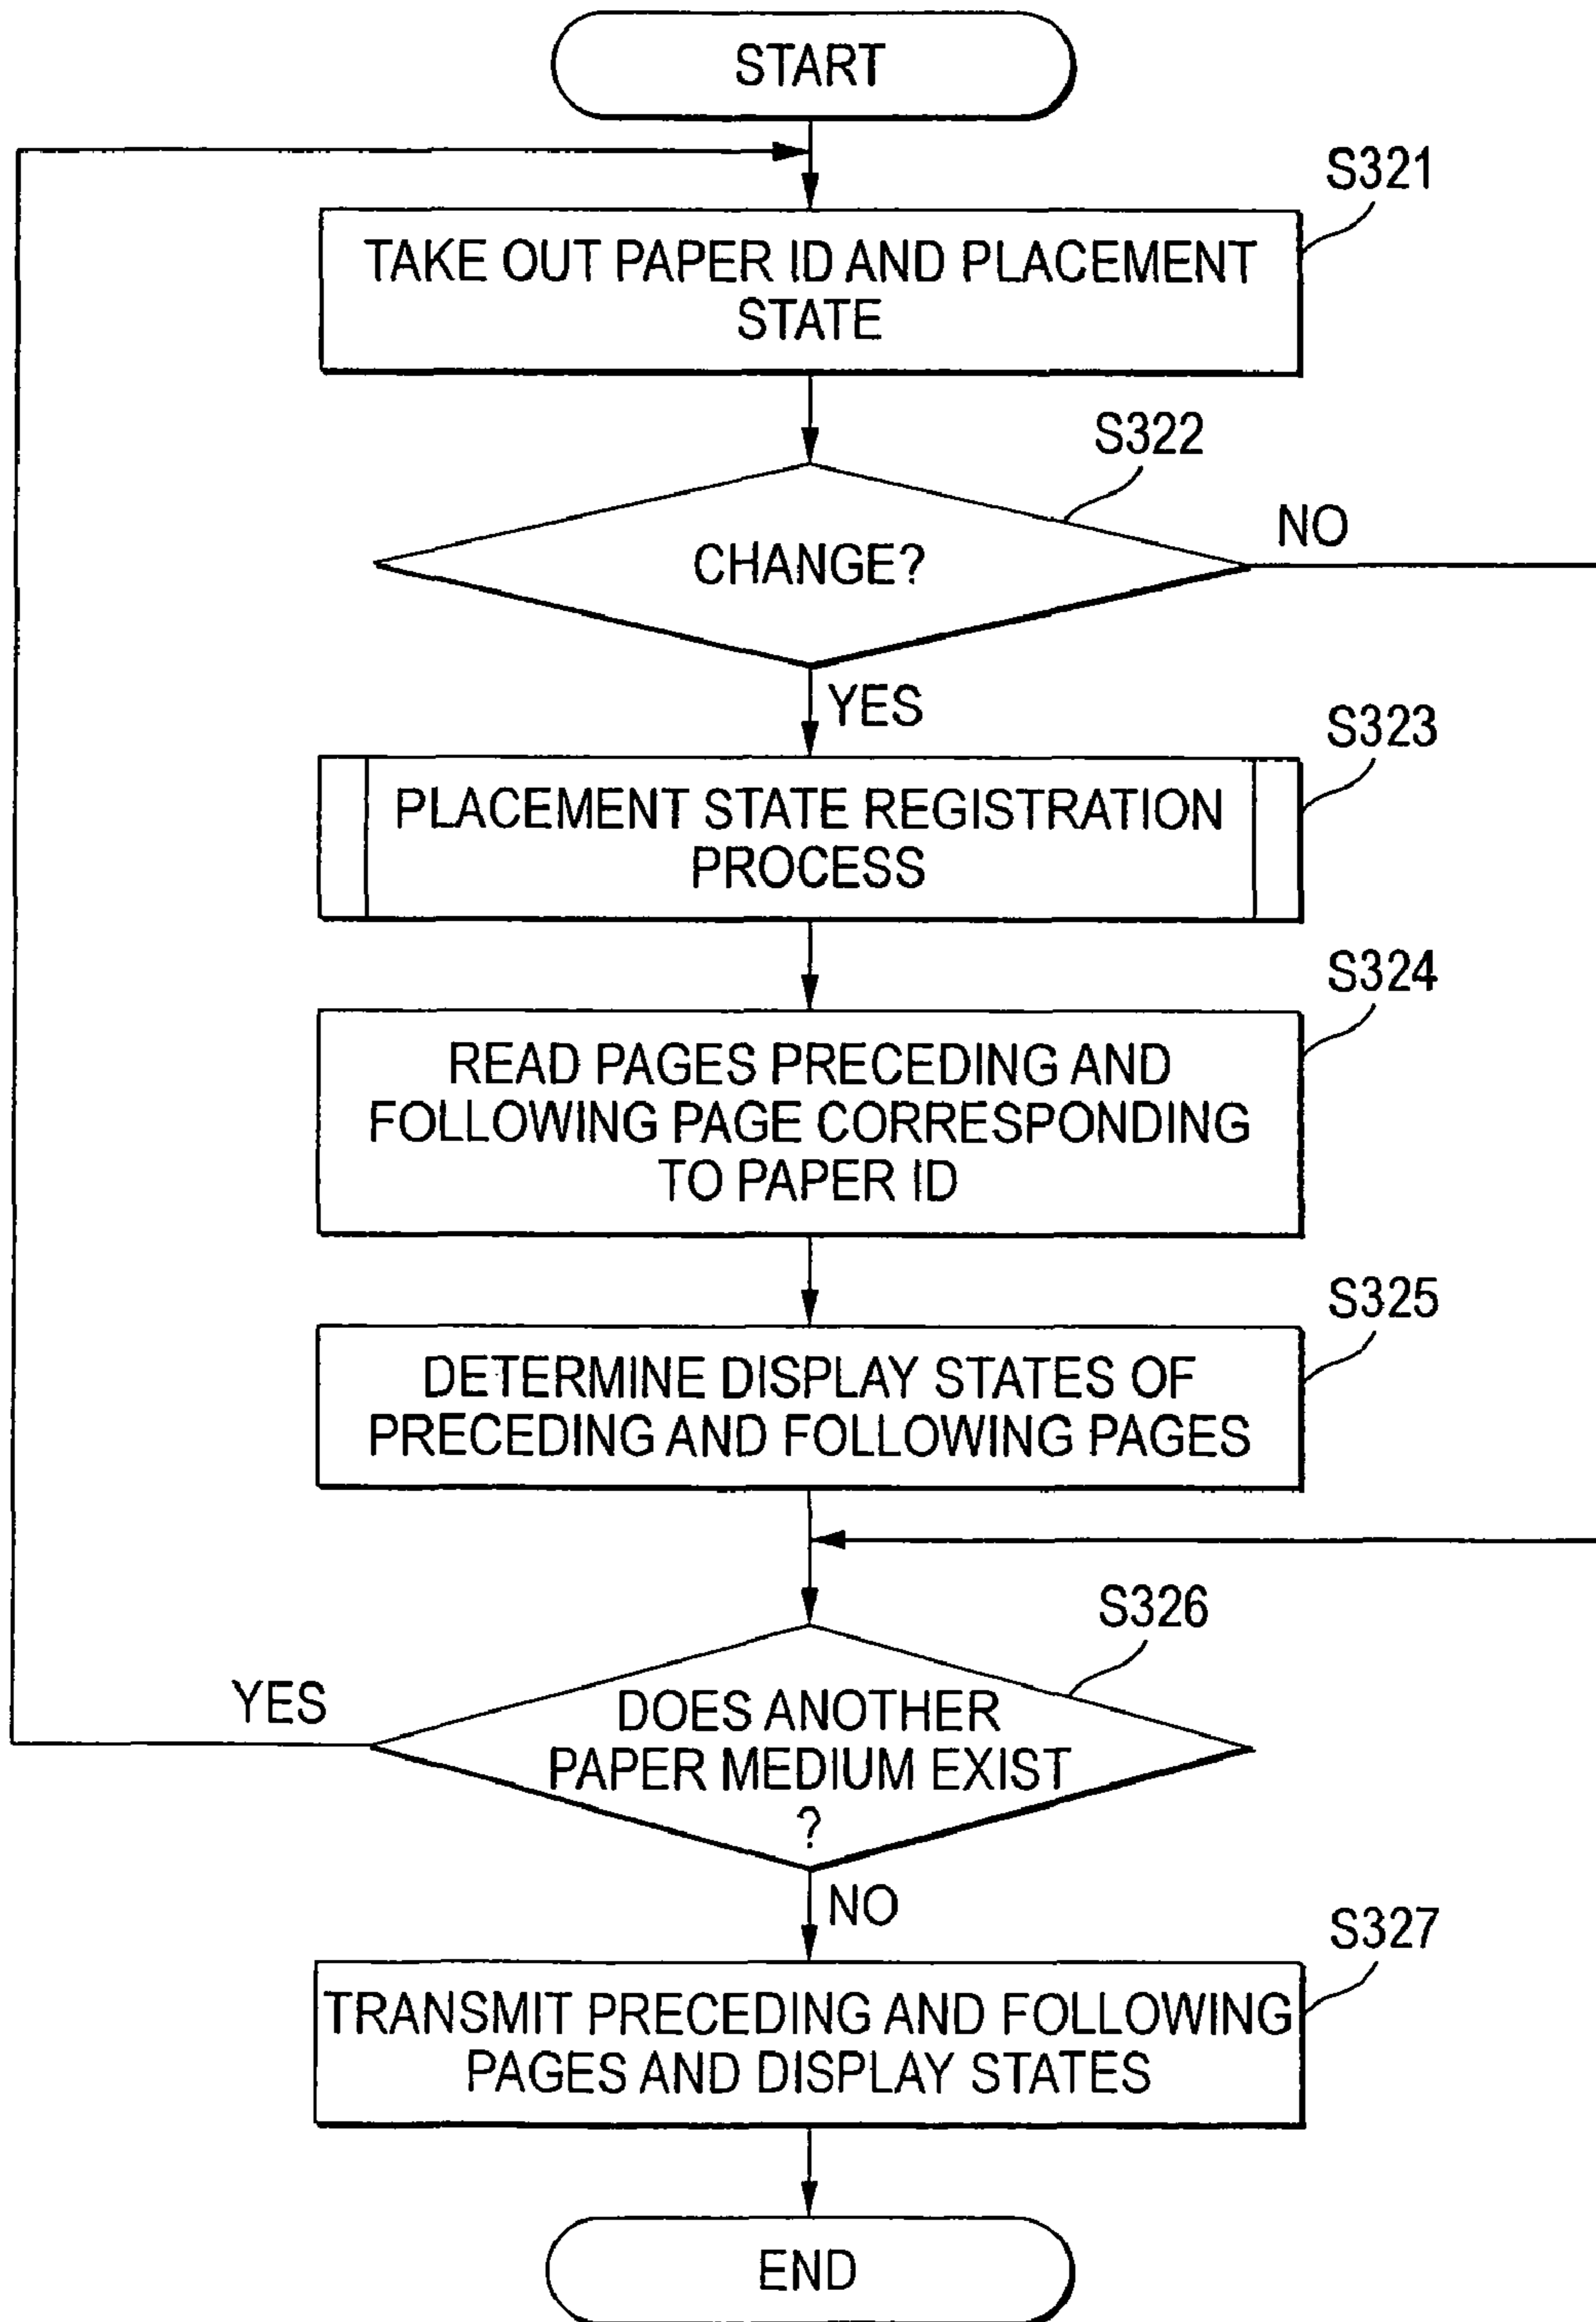 START
S321
TAKE OUT PAPER ID AND PLACEMENT
STATE
S322
CHANGE?
NO
YES
S323
PLACEMENT STATE REGISTRATION
PROCESS
S324
READ PAGES PRECEDING AND
FOLLOWING PAGE CORRESPONDING
TO PAPER ID
S325
DETERMINE DISPLAY STATES OF
PRECEDING AND FOLLOWING PAGES
S326
YES
DOES ANOTHER
PAPER MEDIUM EXIST
?
NO
S327
TRANSMIT PRECEDING AND FOLLOWING
PAGES AND DISPLAY STATES
END